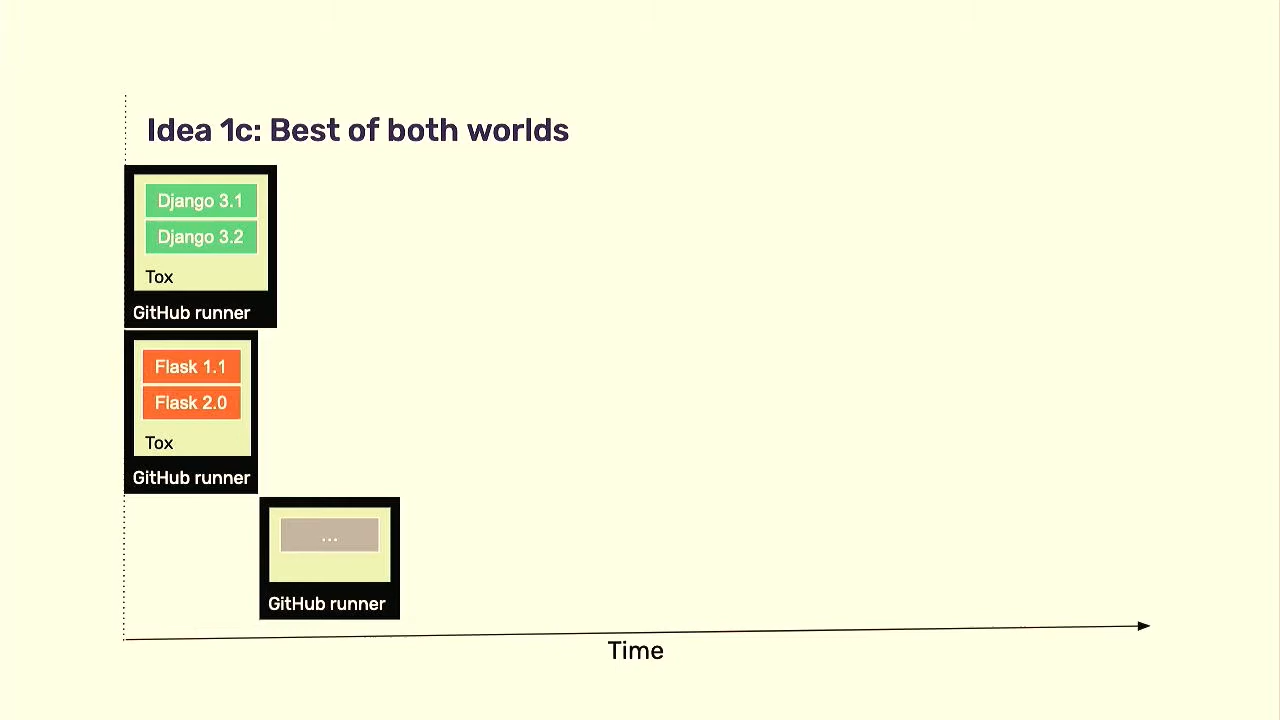 Idea 1c: Best of both worlds
Django 3.1
Django 3.2
Tox
GitHub runner
Flask 1.1
Flask 2.0
Tox
GitHub runner
...
GitHub runner
Time